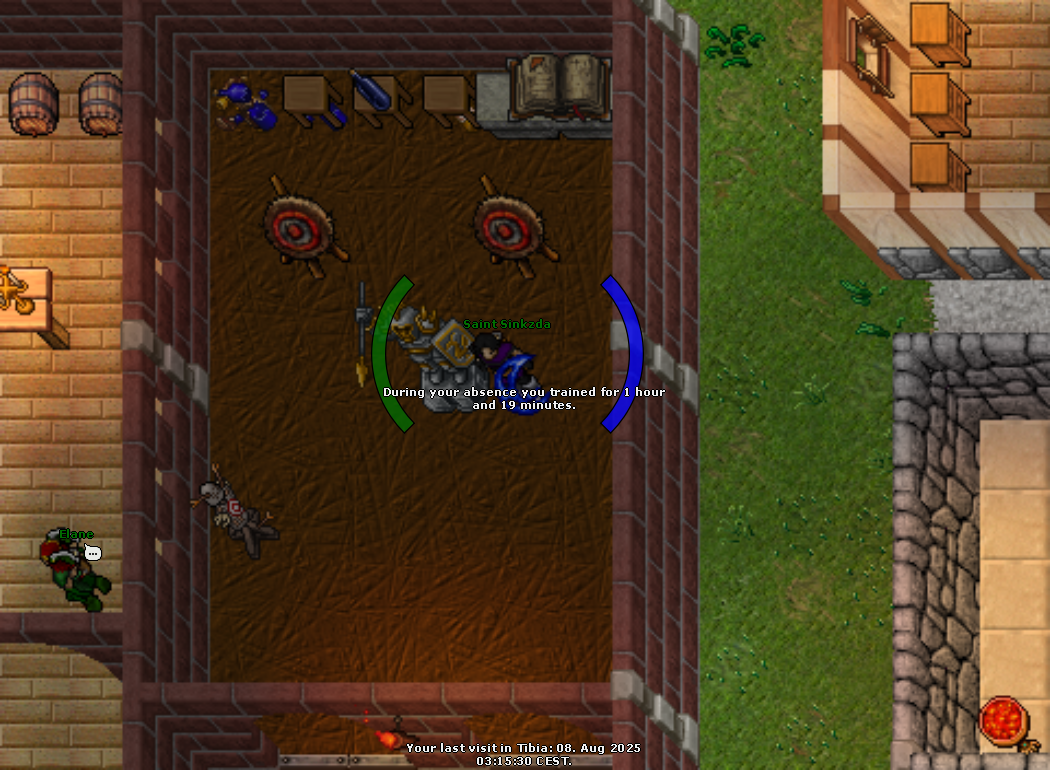 Saint Sinkzda
During your absence you trained for 1 hour
and 19 minutes.
Elane
...
Your last visit in Tibia: 08. Aug 2025
03:15:30 CEST.